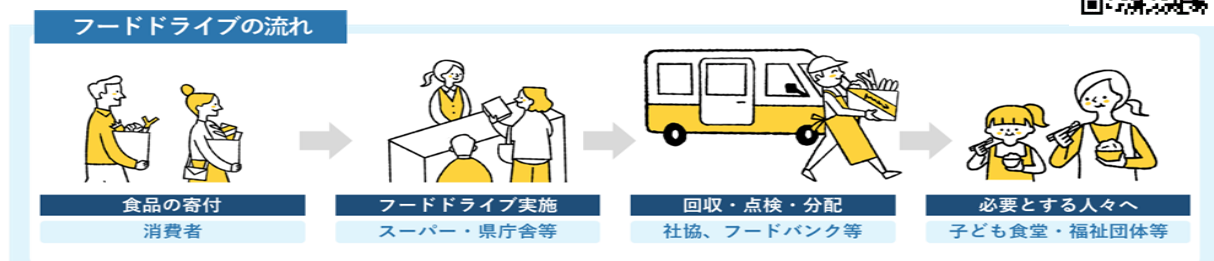 フードドライブの流れ
食品の寄付
消費者
フードドライブ実施
スーパー・県庁舎等
回収・点検・分配
社協、フードバンク等
必要とする人々へ
子ども食堂・福祉団体等